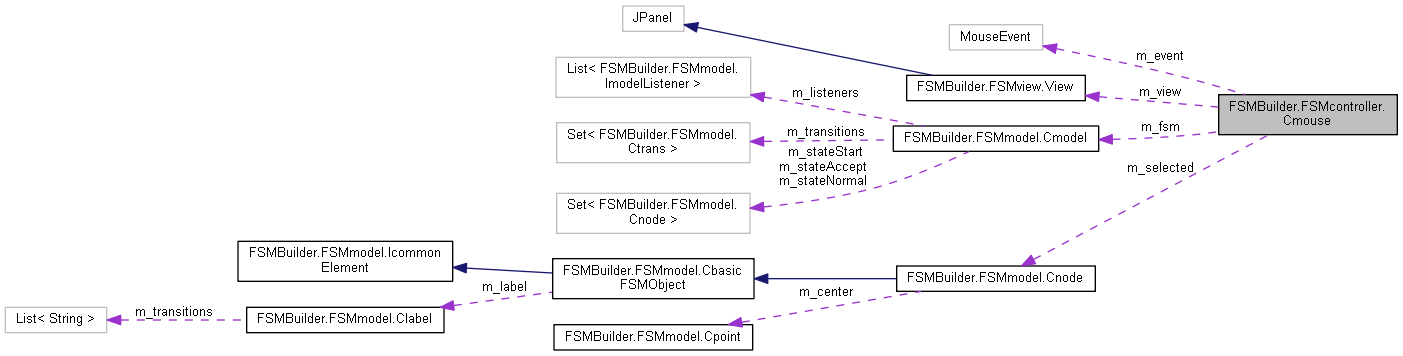 JPanel
MouseEvent
m_event
List< FSMBuilder.FSMmodel.
ImodelListener >
FSMBuilder.FSMview.View
m_view
m_listeners
FSMBuilder.FSMcontroller.
Cmouse
Set< FSMBuilder.FSMmodel.
Ctrans >
m_transitions
FSMBuilder.FSMmodel.Cmodel
m_fsm
m_stateStart
m_stateAccept
m_stateNormal
m_selected
Set< FSMBuilder.FSMmodel.
Cnode >
FSMBuilder.FSMmodel.Icommon
Element
FSMBuilder.FSMmodel.Cbasic
FSMObject
FSMBuilder.FSMmodel.Cnode
m_label
m_center
List< String >
m_transitions
FSMBuilder.FSMmodel.Clabel
FSMBuilder.FSMmodel.Cpoint